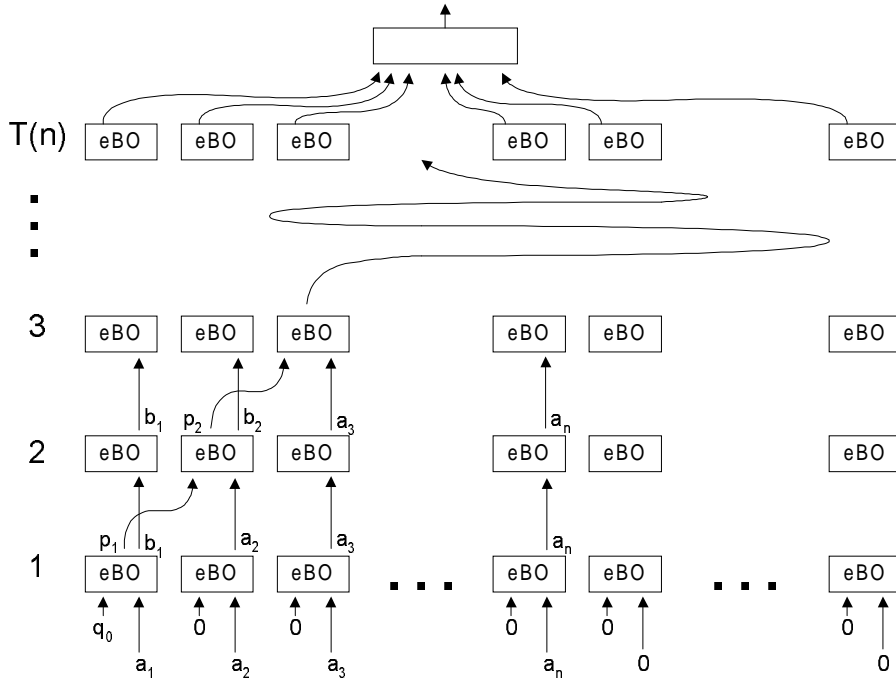 T(n) eBO eBO eBO eBO eBO eBO
.
.
.
3 eBO eBO eBO eBO eBO eBO
b₁ p₂ b₂ a₃ aₙ
2 eBO eBO eBO eBO eBO eBO
p₁ b₁ a₂ a₃ aₙ
1 eBO eBO eBO . . . eBO eBO . . . eBO
q₀ 0 0 0 0 0
a₁ a₂ a₃ aₙ 0 0